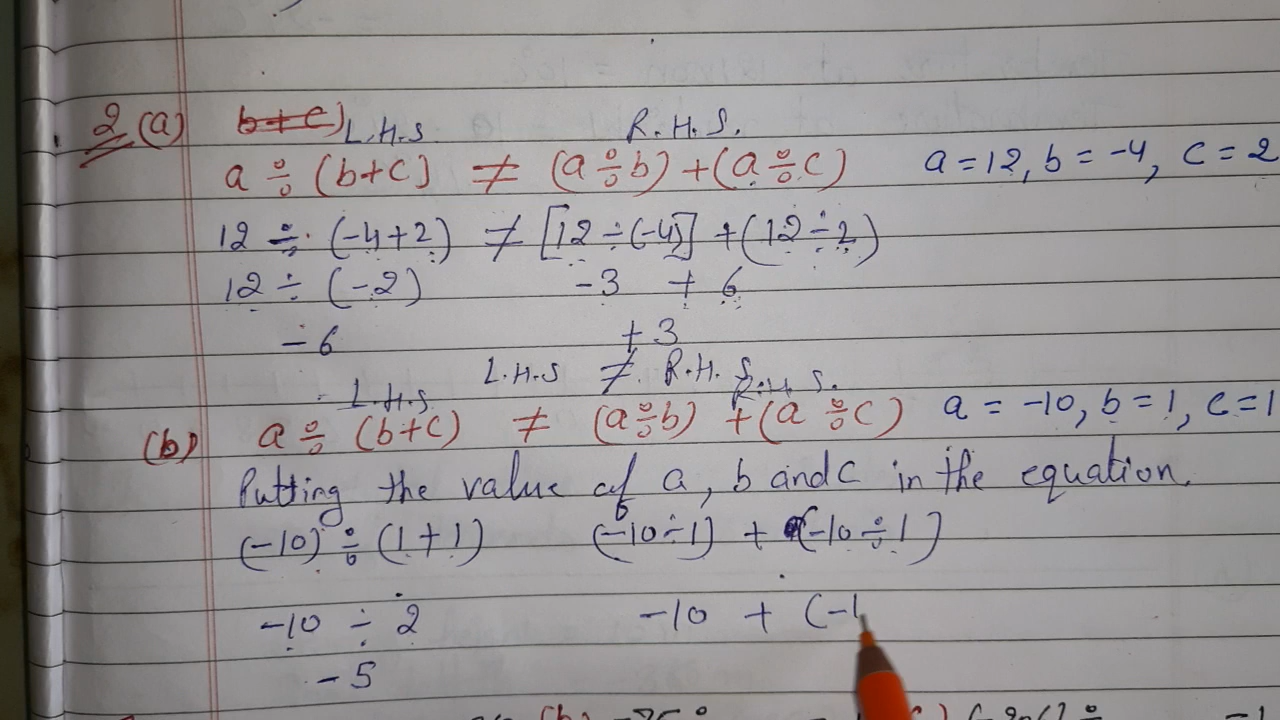 2 (a) b+c) L.H.S R.H.S.
a ÷ (b+c) ≠ (a÷b) + (a÷c) a = 12, b = -4, c = 2
12 ÷ (-4+2) ≠ [12 ÷ (-4)] + (12 ÷ 2)
12 ÷ (-2) -3 + 6
-6 +3
L.H.S ≠ R.H.S
L.H.S R.H.S.
(b) a ÷ (b+c) ≠ (a÷b) + (a ÷ c) a = -10, b = 1, c = 1
Putting the value of a, b and c in the equation.
(-10) ÷ (1+1) (-10÷1) + (-10÷1)
-10 ÷ 2 -10 + (-1
-5